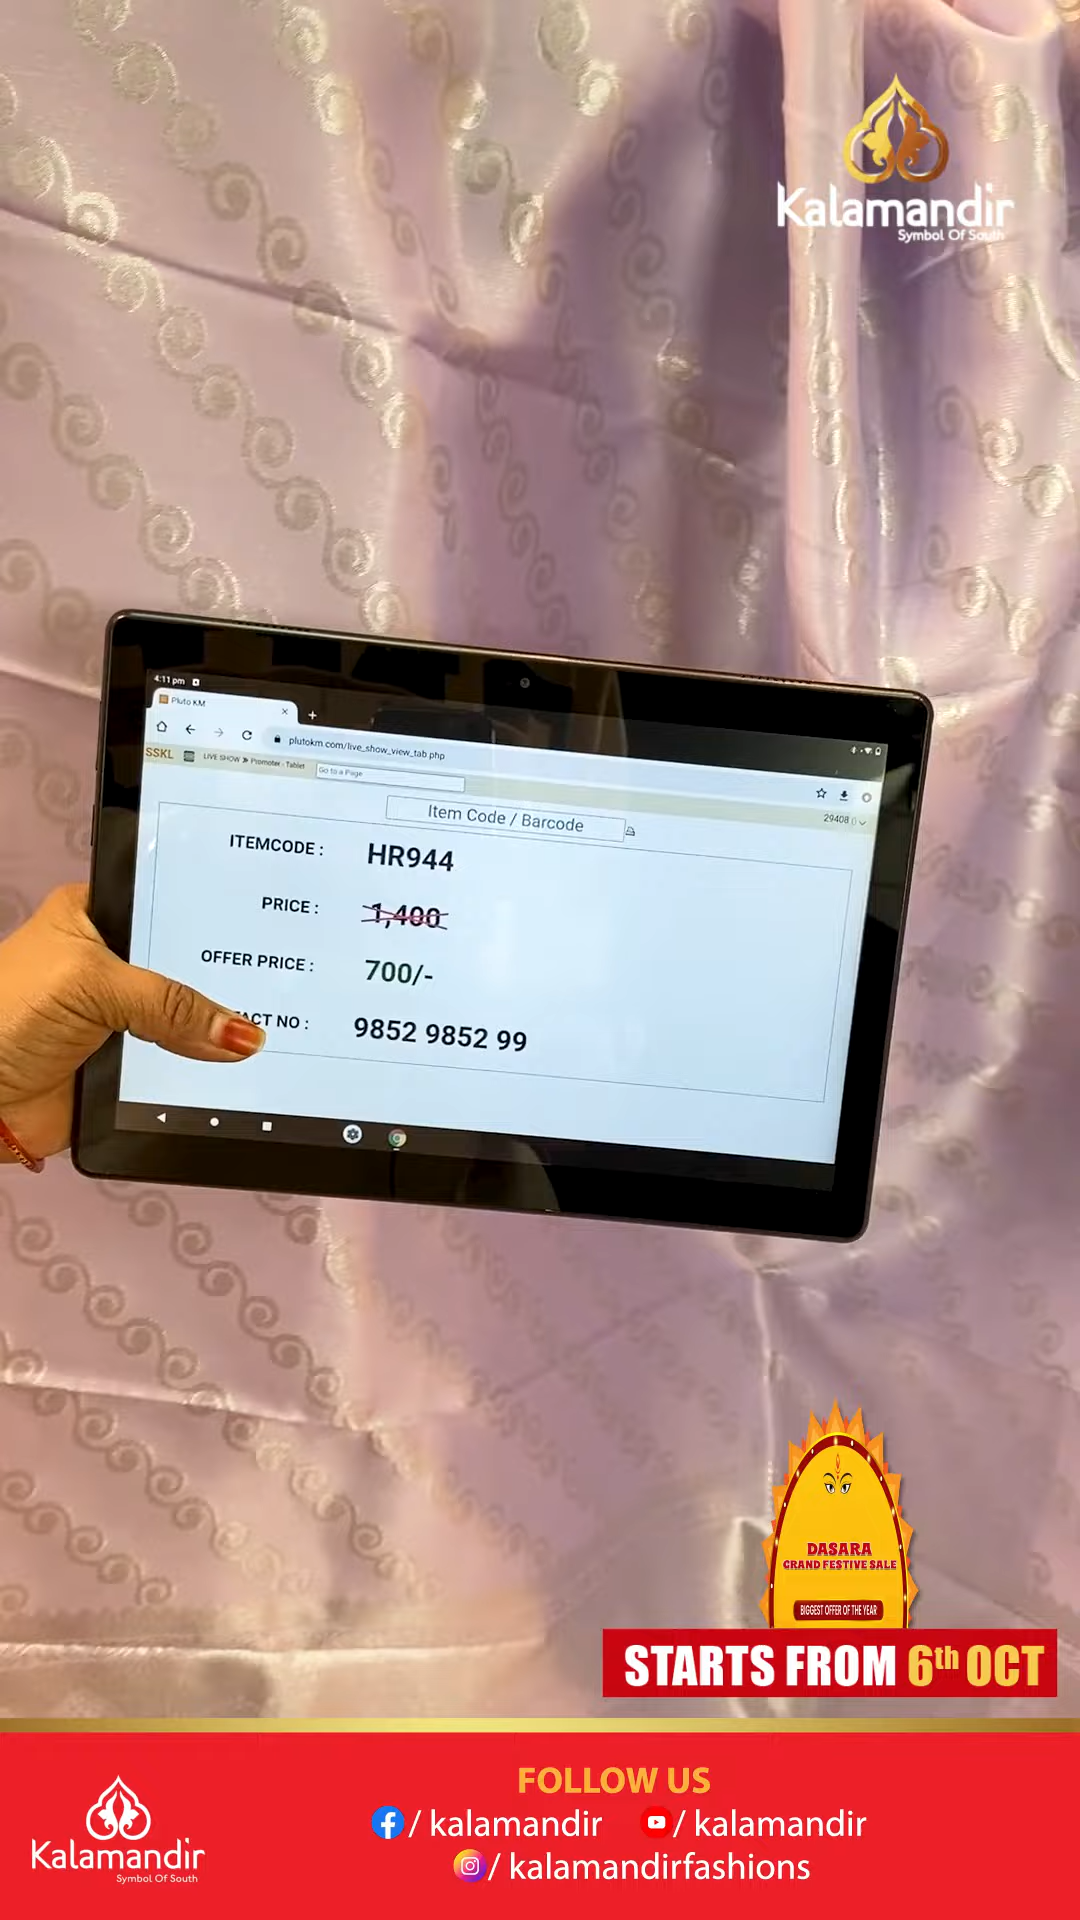 Kalamandir
Symbol Of South
4:11 pm
Pluto KM
plutokm.com/live_show_view_tab.php
SSKL
LIVE SHOW ≫ Promoter - Tablet
Go to a Page
29408 ()
Item Code / Barcode
ITEMCODE : HR944
PRICE : 1,400
OFFER PRICE : 700/-
TACT NO : 9852 9852 99
DASARA
GRAND FESTIVE SALE
BIGGEST OFFER OF THE YEAR
STARTS FROM 6th OCT
FOLLOW US
/ kalamandir
/ kalamandir
/ kalamandirfashions
Kalamandir
Symbol Of South